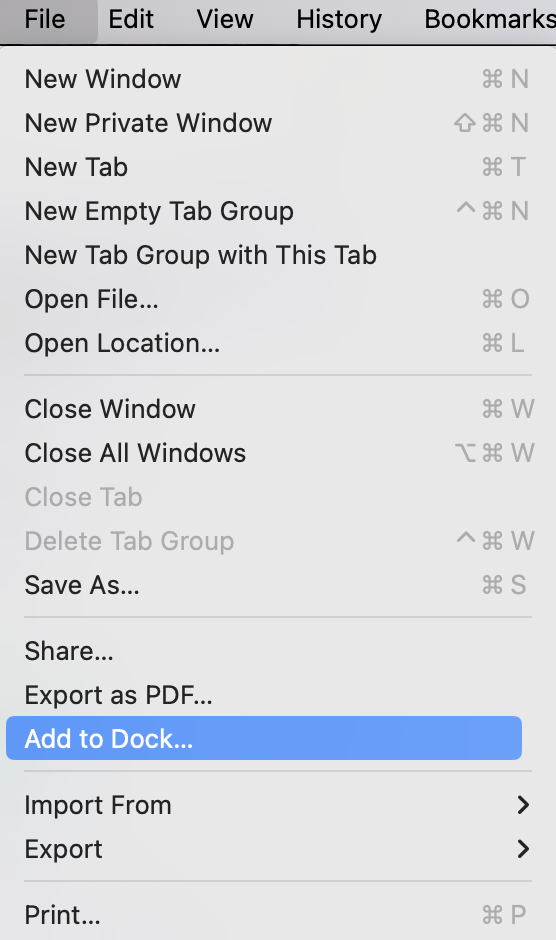 File Edit View History Bookmarks
New Window ⌘ N
New Private Window ⇧ ⌘ N
New Tab ⌘ T
New Empty Tab Group ^ ⌘ N
New Tab Group with This Tab
Open File... ⌘ O
Open Location... ⌘ L
Close Window ⌘ W
Close All Windows ⌥ ⌘ W
Close Tab
Delete Tab Group ^ ⌘ W
Save As... ⌘ S
Share...
Export as PDF...
Add to Dock...
Import From >
Export >
Print... ⌘ P